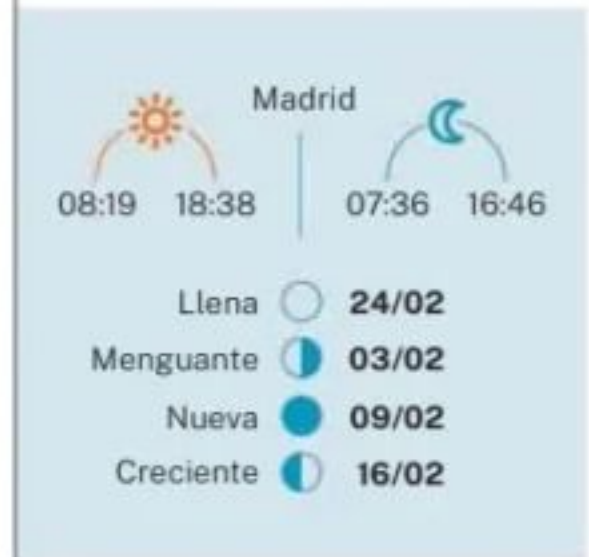 Madrid
08:19 18:38 07:36 16:46
Llena 24/02
Menguante 03/02
Nueva 09/02
Creciente 16/02